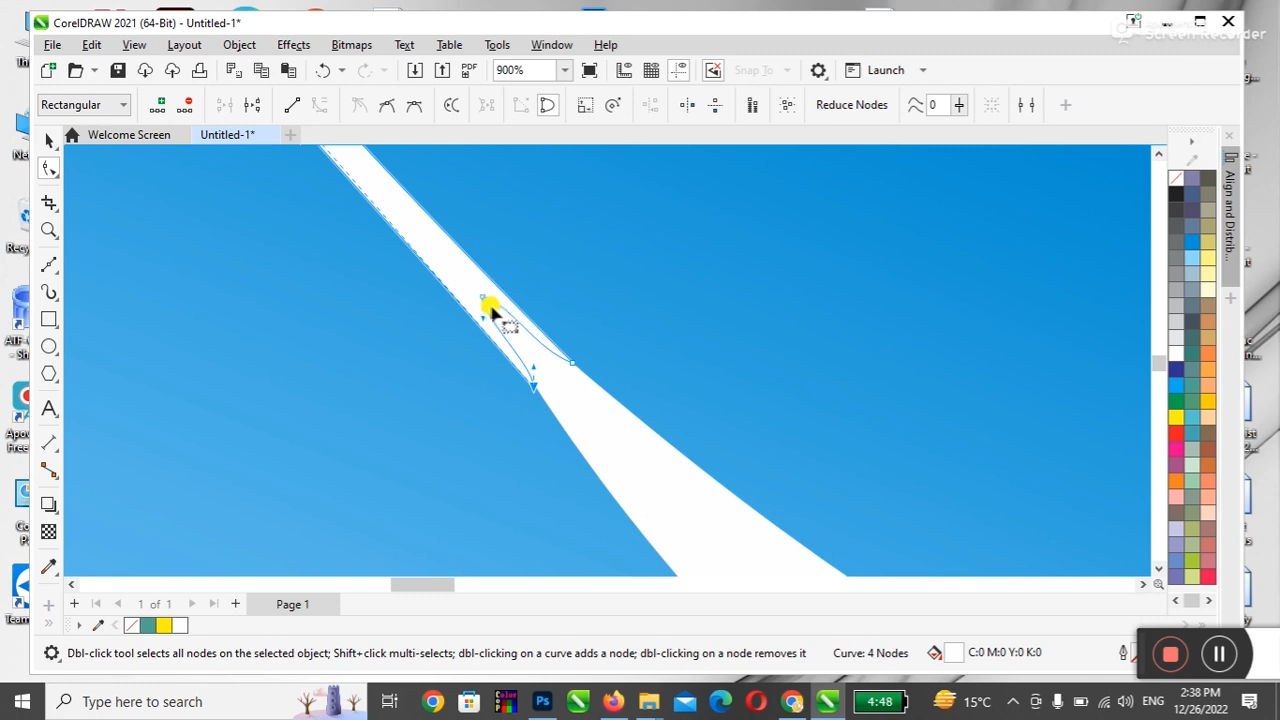 CorelDRAW 2021 (64-Bit) - Untitled-1*
Screen Recorder
File Edit View Layout Object Effects Bitmaps Text Table Tools Window Help
PDF 900% Snap To Launch
Rectangular Reduce Nodes 0
Welcome Screen Untitled-1*
Align and Distrib...
1 of 1 Page 1
Dbl-click tool selects all nodes on the selected object; Shift+click multi-selects; dbl-clicking on a curve adds a node; dbl-clicking on a node removes it Curve: 4 Nodes C:0 M:0 Y:0 K:0
Type here to search
4:48 15°C ENG
2:38 PM
12/26/2022